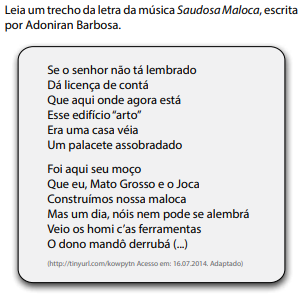 Leia um trecho da letra da música Saudosa Maloca, escrita
por Adoniran Barbosa.
Se o senhor não tá lembrado
Dá licença de contá
Que aqui onde agora está
Esse edifício “arto”
Era uma casa véia
Um palacete assobradado
Foi aqui seu moço
Que eu, Mato Grosso e o Joca
Construímos nossa maloca
Mas um dia, nóis nem pode se alembrá
Veio os homi c’as ferramentas
O dono mandô derrubá (...)
(http://tinyurl.com/kowpytn Acesso em: 16.07.2014. Adaptado)